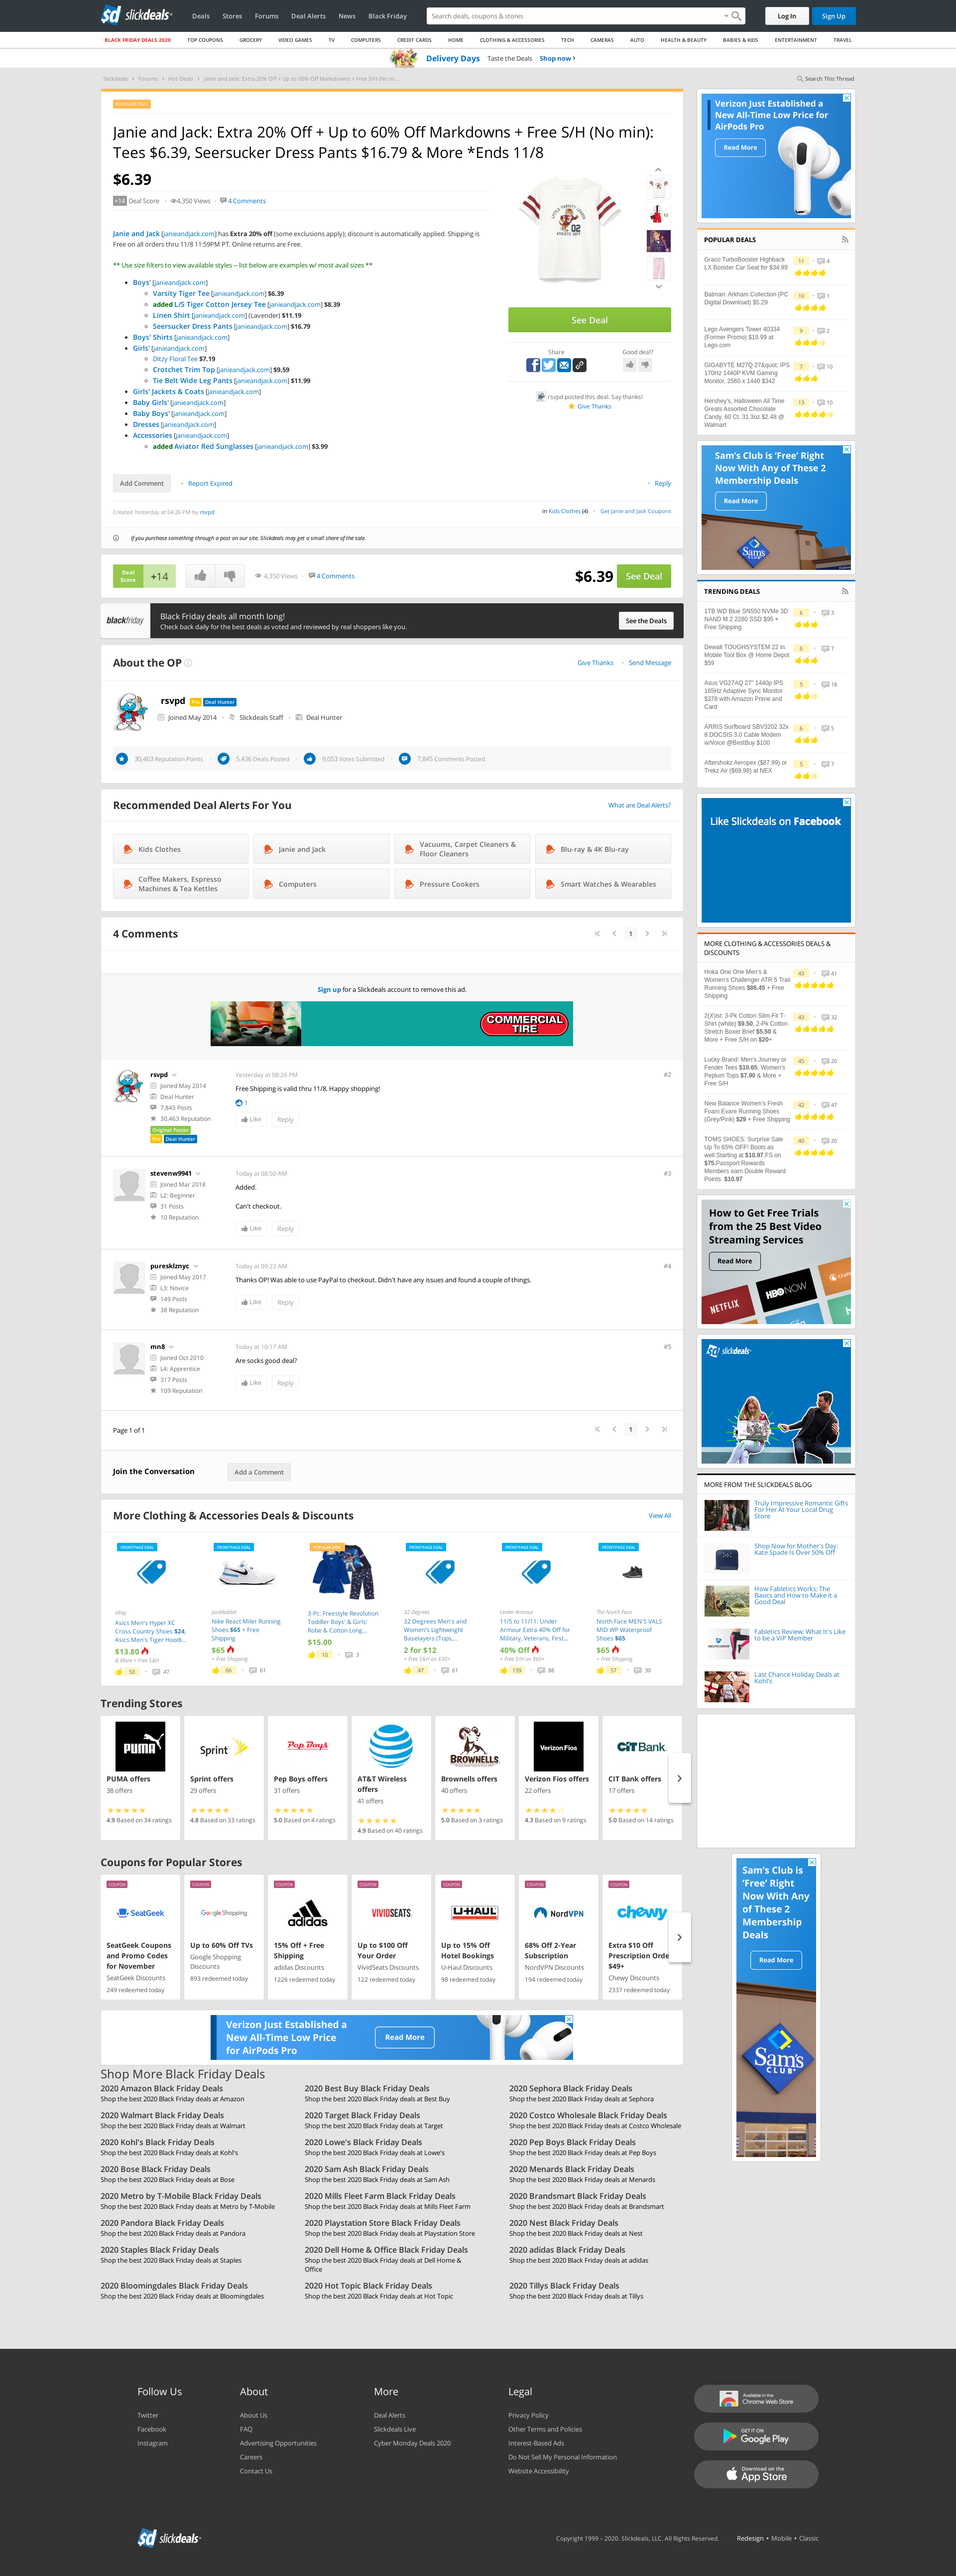 sd slickdeals
Deals Stores Forums Deal Alerts News Black Friday
Search deals, coupons & stores
Log In Sign Up
BLACK FRIDAY DEALS 2020 TOP COUPONS GROCERY VIDEO GAMES TV COMPUTERS CREDIT CARDS HOME CLOTHING & ACCESSORIES TECH CAMERAS AUTO HEALTH & BEAUTY BABIES & KIDS ENTERTAINMENT TRAVEL
Delivery Days Taste the Deals Shop now
Slickdeals Forums Hot Deals Janie and Jack: Extra 20% Off + Up to 60% Off Markdowns + Free S/H (No m...
Search This Thread
POPULAR DEAL
Janie and Jack: Extra 20% Off + Up to 60% Off Markdowns + Free S/H (No min):
Tees $6.39, Seersucker Dress Pants $16.79 & More *Ends 11/8
$6.39
+14 Deal Score 4,350 Views 4 Comments
Janie and Jack [janieandjack.com] has Extra 20% off (some exclusions apply); discount is automatically applied. Shipping is
Free on all orders thru 11/8 11:59PM PT. Online returns are Free.
** Use size filters to view available styles -- list below are examples w/ most avail sizes **
Boys' [janieandjack.com]
Varsity Tiger Tee [janieandjack.com] $6.39
added L/S Tiger Cotton Jersey Tee [janieandjack.com] $8.39
Linen Shirt [janieandjack.com] (Lavender) $11.19
Seersucker Dress Pants [janieandjack.com] $16.79
Boys' Shirts [janieandjack.com]
Girls' [janieandjack.com]
Ditzy Floral Tee $7.19
Crotchet Trim Top [janieandjack.com] $9.59
Tie Belt Wide Leg Pants [janieandjack.com] $11.99
Girls' Jackets & Coats [janieandjack.com]
Baby Girls' [janieandjack.com]
Baby Boys' [janieandjack.com]
Dresses [janieandjack.com]
Accessories [janieandjack.com]
added Aviator Red Sunglasses [janieandjack.com] $3.99
See Deal
Share Good deal?
rsvpd posted this deal. Say thanks!
Give Thanks
Add Comment Report Expired Reply
Created Yesterday at 04:26 PM by rsvpd
in Kids Clothes (4) Get Janie and Jack Coupons
If you purchase something through a post on our site, Slickdeals may get a small share of the sale.
Deal Score +14 4,350 Views 4 Comments $6.39 See Deal
blackfriday
Black Friday deals all month long!
Check back daily for the best deals as voted and reviewed by real shoppers like you.
See the Deals
About the OP
Give Thanks Send Message
rsvpd Pro Deal Hunter
Joined May 2014 Slickdeals Staff Deal Hunter
30,463 Reputation Points 5,436 Deals Posted 9,053 Votes Submitted 7,845 Comments Posted
Recommended Deal Alerts For You
What are Deal Alerts?
Kids Clothes
Janie and Jack
Vacuums, Carpet Cleaners &
Floor Cleaners
Blu-ray & 4K Blu-ray
Coffee Makers, Espresso
Machines & Tea Kettles
Computers
Pressure Cookers
Smart Watches & Wearables
4 Comments
1
Sign up for a Slickdeals account to remove this ad.
COMMERCIAL
TIRE
rsvpd
Joined May 2014
Deal Hunter
7,845 Posts
30,463 Reputation
Original Poster
Pro Deal Hunter
Yesterday at 08:26 PM #2
Free Shipping is valid thru 11/8. Happy shopping!
1
Like Reply
stevenw9941
Joined Mar 2018
L2: Beginner
31 Posts
10 Reputation
Today at 08:50 AM #3
Added.
Can't checkout.
Like Reply
puresklznyc
Joined May 2017
L3: Novice
149 Posts
38 Reputation
Today at 09:23 AM #4
Thanks OP! Was able to use PayPal to checkout. Didn't have any issues and found a couple of things.
Like Reply
mn8
Joined Oct 2010
L4: Apprentice
317 Posts
109 Reputation
Today at 10:17 AM #5
Are socks good deal?
Like Reply
Page 1 of 1
1
Join the Conversation Add a Comment
More Clothing & Accessories Deals & Discounts
View All
FRONTPAGE DEAL
eBay
Asics Men's Hyper XC
Cross Country Shoes $24,
Asics Men's Tiger Hoodi...
$13.80
& More + Free S&H
50 47
FRONTPAGE DEAL
JackRabbit
Nike React Miler Running
Shoes $65 + Free
Shipping
$65
+ Free Shipping
66 61
POPULAR DEAL
3-Pc. Freestyle Revolution
Toddler Boys' & Girls'
Robe & Cotton Long...
$15.00
10 3
FRONTPAGE DEAL
32 Degrees
32 Degrees Men's and
Women's Lightweight
Baselayers (Tops,...
2 for $12
+ Free S&H on $30+
47 61
FRONTPAGE DEAL
Under Armour
11/5 to 11/11: Under
Armour Extra 40% Off for
Military, Veterans, First...
40% Off
+ Free S/H on $60+
139 88
FRONTPAGE DEAL
The North Face
North Face MEN'S VALS
MID WP Waterproof
Shoes $65
$65
+ Free Shipping
57 30
Trending Stores
PUMA
PUMA offers
38 offers
4.9 Based on 34 ratings
Sprint
Sprint offers
29 offers
4.8 Based on 33 ratings
Pep Boys
Pep Boys offers
31 offers
5.0 Based on 4 ratings
AT&T Wireless
offers
41 offers
4.9 Based on 40 ratings
BROWNELLS
Brownells offers
40 offers
5.0 Based on 3 ratings
Verizon Fios
Verizon Fios offers
22 offers
4.3 Based on 9 ratings
CIT Bank
CIT Bank offers
17 offers
5.0 Based on 14 ratings
Coupons for Popular Stores
COUPON
SeatGeek
SeatGeek Coupons
and Promo Codes
for November
SeatGeek Discounts
249 redeemed today
COUPON
Google Shopping
Up to 60% Off TVs
Google Shopping
Discounts
893 redeemed today
COUPON
adidas
15% Off + Free
Shipping
adidas Discounts
1226 redeemed today
COUPON
VIVIDSEATS
Up to $100 Off
Your Order
VividSeats Discounts
122 redeemed today
COUPON
U-HAUL
Up to 15% Off
Hotel Bookings
U-Haul Discounts
98 redeemed today
COUPON
NordVPN
68% Off 2-Year
Subscription
NordVPN Discounts
194 redeemed today
COUPON
chewy
Extra $10 Off
Prescription Orde
$49+
Chewy Discounts
2337 redeemed today
Verizon Just Established a
New All-Time Low Price
for AirPods Pro
Read More
Shop More Black Friday Deals
2020 Amazon Black Friday Deals
Shop the best 2020 Black Friday deals at Amazon
2020 Best Buy Black Friday Deals
Shop the best 2020 Black Friday deals at Best Buy
2020 Sephora Black Friday Deals
Shop the best 2020 Black Friday deals at Sephora
2020 Walmart Black Friday Deals
Shop the best 2020 Black Friday deals at Walmart
2020 Target Black Friday Deals
Shop the best 2020 Black Friday deals at Target
2020 Costco Wholesale Black Friday Deals
Shop the best 2020 Black Friday deals at Costco Wholesale
2020 Kohl's Black Friday Deals
Shop the best 2020 Black Friday deals at Kohl's
2020 Lowe's Black Friday Deals
Shop the best 2020 Black Friday deals at Lowe's
2020 Pep Boys Black Friday Deals
Shop the best 2020 Black Friday deals at Pep Boys
2020 Bose Black Friday Deals
Shop the best 2020 Black Friday deals at Bose
2020 Sam Ash Black Friday Deals
Shop the best 2020 Black Friday deals at Sam Ash
2020 Menards Black Friday Deals
Shop the best 2020 Black Friday deals at Menards
2020 Metro by T-Mobile Black Friday Deals
Shop the best 2020 Black Friday deals at Metro by T-Mobile
2020 Mills Fleet Farm Black Friday Deals
Shop the best 2020 Black Friday deals at Mills Fleet Farm
2020 Brandsmart Black Friday Deals
Shop the best 2020 Black Friday deals at Brandsmart
2020 Pandora Black Friday Deals
Shop the best 2020 Black Friday deals at Pandora
2020 Playstation Store Black Friday Deals
Shop the best 2020 Black Friday deals at Playstation Store
2020 Nest Black Friday Deals
Shop the best 2020 Black Friday deals at Nest
2020 Staples Black Friday Deals
Shop the best 2020 Black Friday deals at Staples
2020 Dell Home & Office Black Friday Deals
Shop the best 2020 Black Friday deals at Dell Home &
Office
2020 adidas Black Friday Deals
Shop the best 2020 Black Friday deals at adidas
2020 Bloomingdales Black Friday Deals
Shop the best 2020 Black Friday deals at Bloomingdales
2020 Hot Topic Black Friday Deals
Shop the best 2020 Black Friday deals at Hot Topic
2020 Tillys Black Friday Deals
Shop the best 2020 Black Friday deals at Tillys
Verizon Just Established a
New All-Time Low Price for
AirPods Pro
Read More
POPULAR DEALS
Graco TurboBooster Highback
LX Booster Car Seat for $34.99
11 4
Batman: Arkham Collection (PC
Digital Download) $5.29
10 1
Lego Avengers Tower 40334
(Former Promo) $19.99 at
Lego.com
9 2
GIGABYTE M27Q 27&quot; IPS
170Hz 1440P KVM Gaming
Monitor, 2560 x 1440 $342
7 10
Hershey's, Halloween All Time
Greats Assorted Chocolate
Candy, 60 Ct. 31.3oz $2.48 @
Walmart
13 10
Sam's Club is 'Free' Right
Now With Any of These 2
Membership Deals
Read More
Sam's
CLUB
TRENDING DEALS
1TB WD Blue SN550 NVMe 3D
NAND M.2 2280 SSD $95 +
Free Shipping
6 3
Dewalt TOUGHSYSTEM 22 in.
Mobile Tool Box @ Home Depot
$59
6 7
Asus VG27AQ 27" 1440p IPS
165Hz Adaptive Sync Monitor
$378 with Amazon Prime and
Card
5 18
ARRIS Surfboard SBV3202 32x
8 DOCSIS 3.0 Cable Modem
w/Voice @BestBuy $100
6 5
Aftershokz Aeropex ($87.99) or
Trekz Air ($69.98) at NEX
5 7
Like Slickdeals on Facebook
MORE CLOTHING & ACCESSORIES DEALS &
DISCOUNTS
Hoka One One Men's &
Women's Challenger ATR 5 Trail
Running Shoes $86.45 + Free
Shipping
43 41
2(X)ist: 3-Pk Cotton Slim-Fit T-
Shirt (white) $9.50, 2-Pk Cotton
Stretch Boxer Brief $5.50 &
More + Free S/H on $20+
43 32
Lucky Brand: Men's Journey or
Fender Tees $10.65, Women's
Peplum Tops $7.90 & More +
Free S/H
45 20
New Balance Women's Fresh
Foam Evare Running Shoes
(Grey/Pink) $29 + Free Shipping
42 47
TOMS SHOES: Surprise Sale
Up To 65% OFF! Boots as
well.Starting at $10.97,FS on
$75.Passport Rewards
Members earn Double Reward
Points. $10.97
40 20
How to Get Free Trials
from the 25 Best Video
Streaming Services
Read More
NETFLIX
HBO NOW
slickdeals
MORE FROM THE SLICKDEALS BLOG
Truly Impressive Romantic Gifts
For Her At Your Local Drug
Store
Shop Now for Mother's Day:
Kate Spade Is Over 50% Off
How Fabletics Works: The
Basics and How to Make it a
Good Deal
Fabletics Review: What It's Like
to be a VIP Member
Last Chance Holiday Deals at
Kohl's
Sam's Club is
'Free' Right
Now With Any
of These 2
Membership
Deals
Read More
Sam's
CLUB
Follow Us
Twitter
Facebook
Instagram
About
About Us
FAQ
Advertising Opportunities
Careers
Contact Us
More
Deal Alerts
Slickdeals Live
Cyber Monday Deals 2020
Legal
Privacy Policy
Other Terms and Policies
Interest-Based Ads
Do Not Sell My Personal Information
Website Accessibility
Available in the
Chrome Web Store
GET IT ON
Google Play
Download on the
App Store
sd slickdeals
Copyright 1999 - 2020. Slickdeals, LLC. All Rights Reserved. Redesign • Mobile • Classic